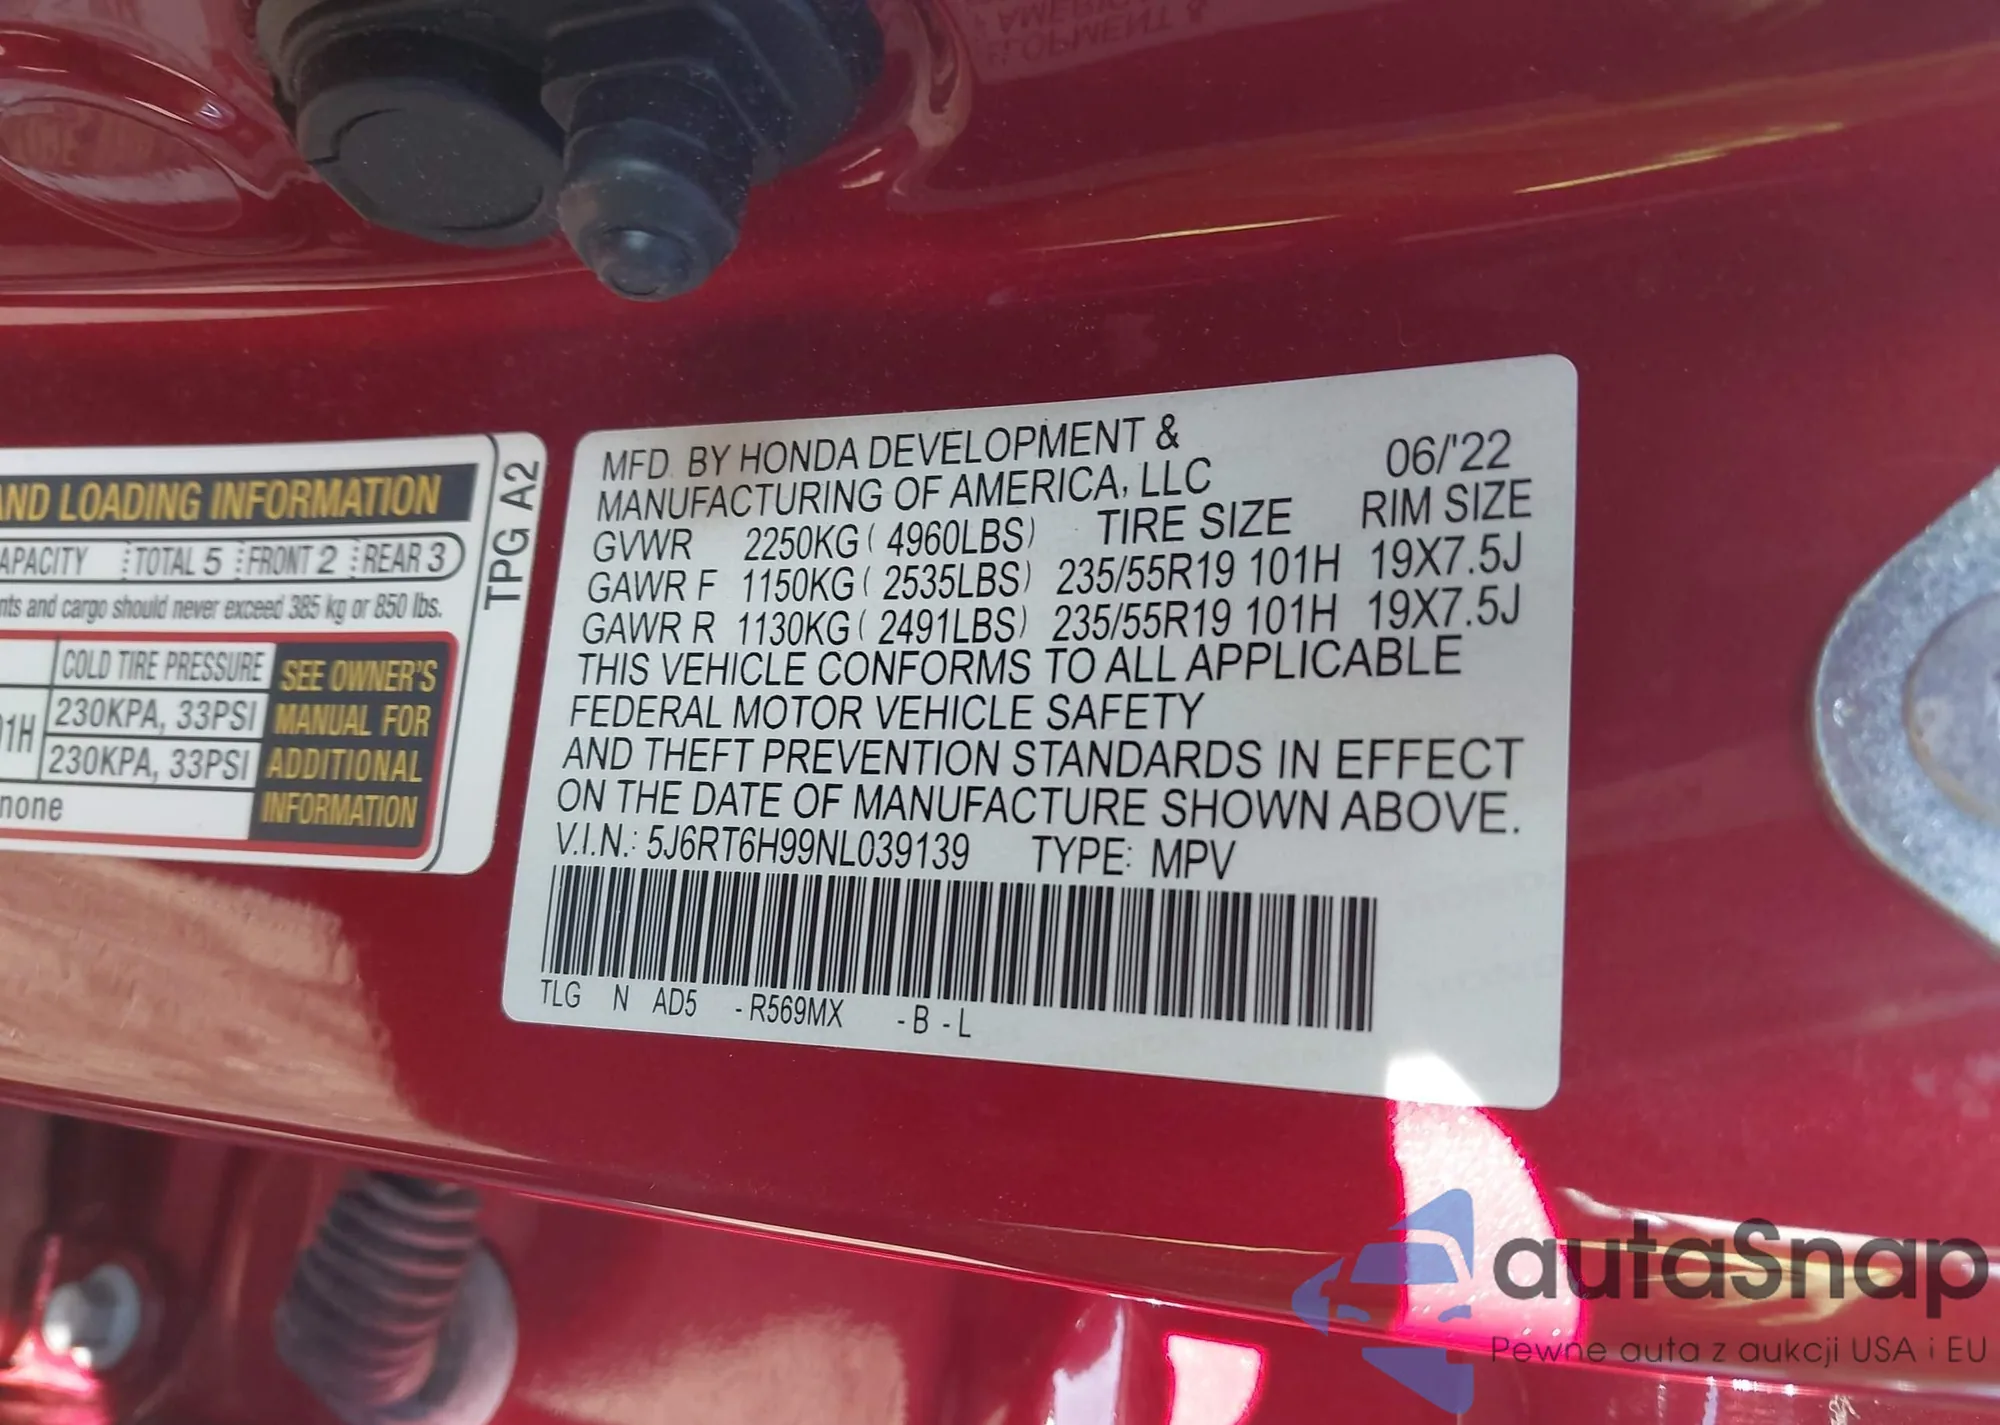 AND LOADING INFORMATION
APACITY TOTAL 5 FRONT 2 REAR 3
nts and cargo should never exceed 385 kg or 850 lbs.
COLD TIRE PRESSURE
230KPA, 33PSI
1H
230KPA, 33PSI
none
SEE OWNER'S
MANUAL FOR
ADDITIONAL
INFORMATION
TPG A2
MFD. BY HONDA DEVELOPMENT &
MANUFACTURING OF AMERICA, LLC 06/'22
GVWR 2250KG ( 4960LBS) TIRE SIZE RIM SIZE
GAWR F 1150KG ( 2535LBS) 235/55R19 101H 19X7.5J
GAWR R 1130KG ( 2491LBS) 235/55R19 101H 19X7.5J
THIS VEHICLE CONFORMS TO ALL APPLICABLE
FEDERAL MOTOR VEHICLE SAFETY
AND THEFT PREVENTION STANDARDS IN EFFECT
ON THE DATE OF MANUFACTURE SHOWN ABOVE.
V.I.N.: 5J6RT6H99NL039139 TYPE: MPV
TLG N AD5 -R569MX -B -L
autaSnap
Pewne auta z aukcji USA i EU